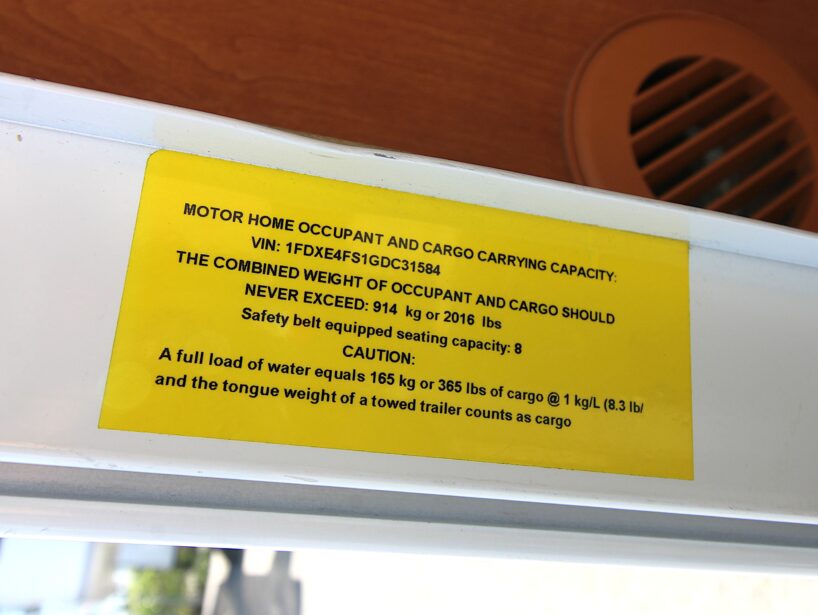 MOTOR HOME OCCUPANT AND CARGO CARRYING CAPACITY:
VIN: 1FDXE4FS1GDC31584
THE COMBINED WEIGHT OF OCCUPANT AND CARGO SHOULD
NEVER EXCEED: 914 kg or 2016 lbs
Safety belt equipped seating capacity: 8
CAUTION:
A full load of water equals 165 kg or 365 lbs of cargo @ 1 kg/L (8.3 lb/
and the tongue weight of a towed trailer counts as cargo